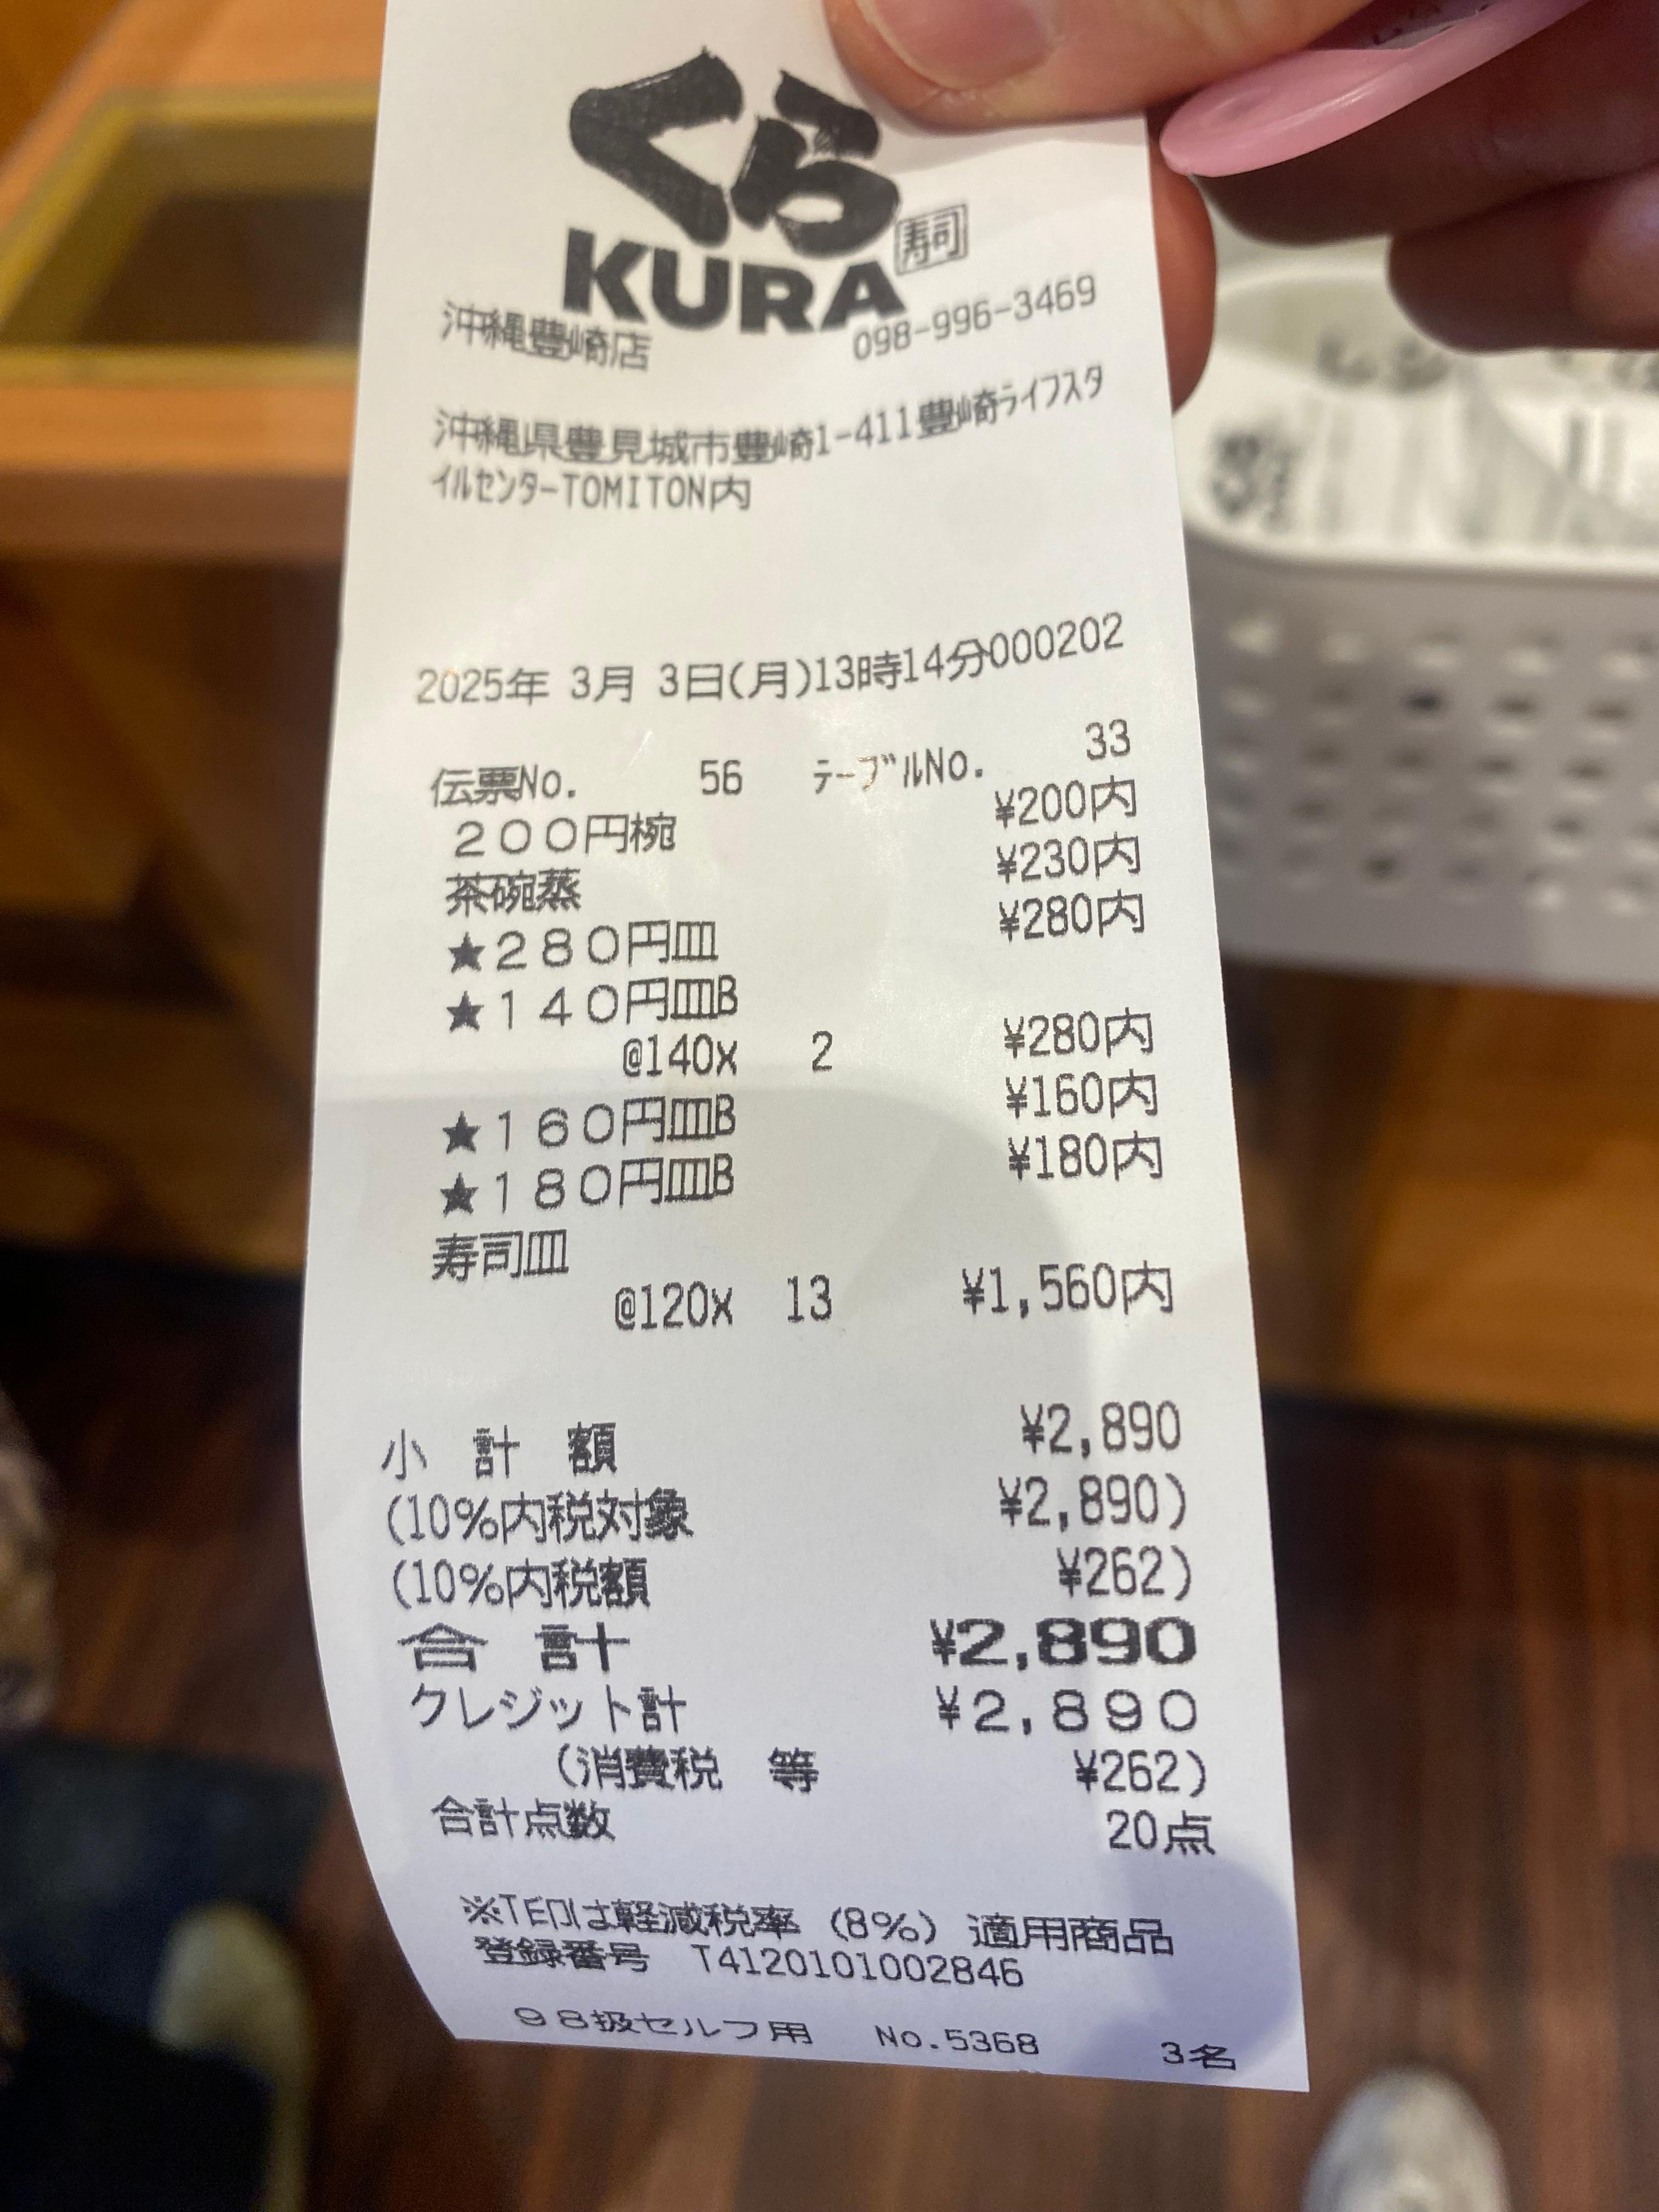 くら
寿司
KURA
沖縄豊崎店 098-996-3469
沖縄県豊見城市豊崎1-411豊崎ライフスタ
イルセンターTOMITON内
2025年 3月 3日(月)13時14分000202
伝票No. 56 テーブルNo. 33
200円椀 ¥200内
茶碗蒸 ¥230内
★280円皿 ¥280内
★140円皿B
@140x 2 ¥280内
★160円皿B ¥160内
★180円皿B ¥180内
寿司皿
@120x 13 ¥1,560内
小 計 額 ¥2,890
(10%内税対象 ¥2,890)
(10%内税額 ¥262)
合 計 ¥2,890
クレジット計 ¥2,890
(消費税 等 ¥262)
合計点数 20点
※TEDは軽減税率 (8%) 適用商品
登録番号 T4120101002846
98扱セルフ用 No.5368 3名